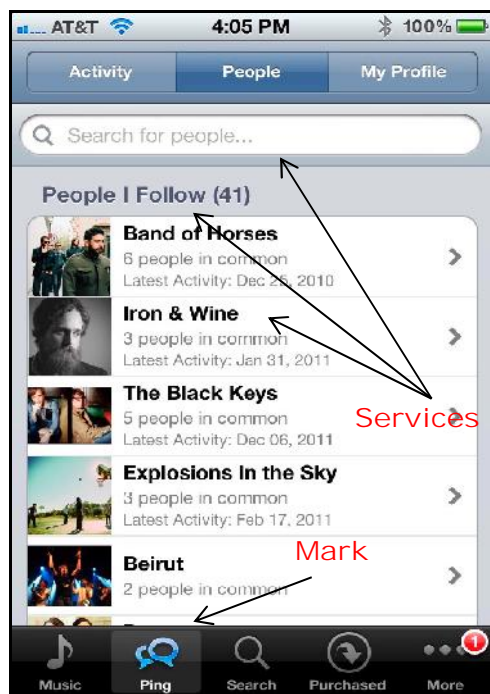 AT&T 4:05 PM 100%
Activity People My Profile
Search for people...
People I Follow (41)
Band of Horses
6 people in common
Latest Activity: Dec 25, 2010
Iron & Wine
3 people in common
Latest Activity: Jan 31, 2011
The Black Keys
5 people in common
Services
Latest Activity: Dec 06, 2011
Explosions In the Sky
3 people in common
Latest Activity: Feb 17, 2011
Mark
Beirut
2 people in common
1
Music Ping Search Purchased More